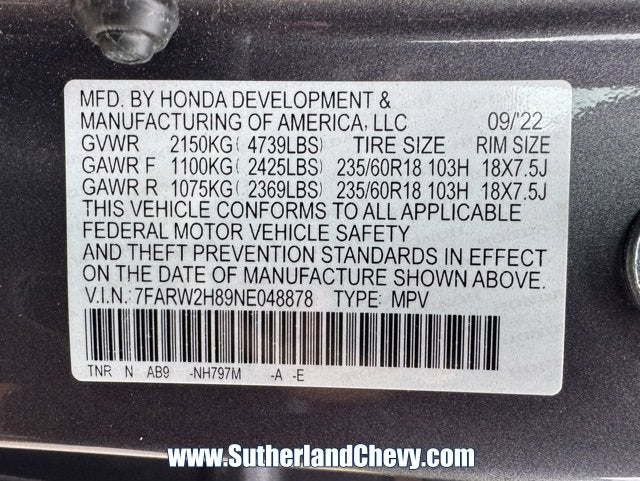 MFD. BY HONDA DEVELOPMENT &
MANUFACTURING OF AMERICA, LLC 09/'22
GVWR 2150KG( 4739LBS) TIRE SIZE RIM SIZE
GAWR F 1100KG( 2425LBS) 235/60R18 103H 18X7.5J
GAWR R 1075KG( 2369LBS) 235/60R18 103H 18X7.5J
THIS VEHICLE CONFORMS TO ALL APPLICABLE
FEDERAL MOTOR VEHICLE SAFETY
AND THEFT PREVENTION STANDARDS IN EFFECT
ON THE DATE OF MANUFACTURE SHOWN ABOVE.
V.I.N.: 7FARW2H89NE048878 TYPE: MPV
TNR N AB9 -NH797M -A -E
www.SutherlandChevy.com